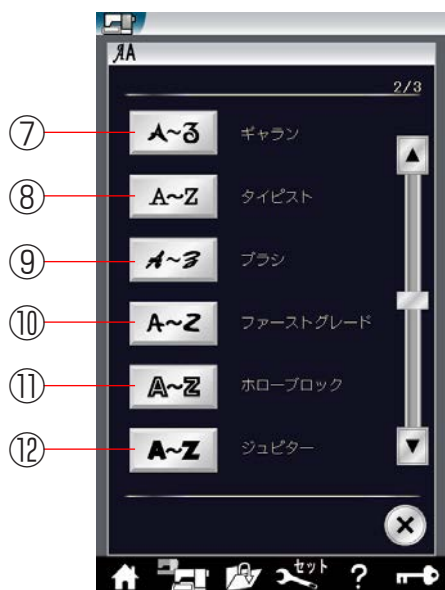 AA
2/3
⑦ A~Z ギャラン
⑧ A~Z タイピスト
⑨ A~Z ブラシ
⑩ A~Z ファーストグレード
⑪ A~Z ホローブロック
⑫ A~Z ジュピター
セット
?